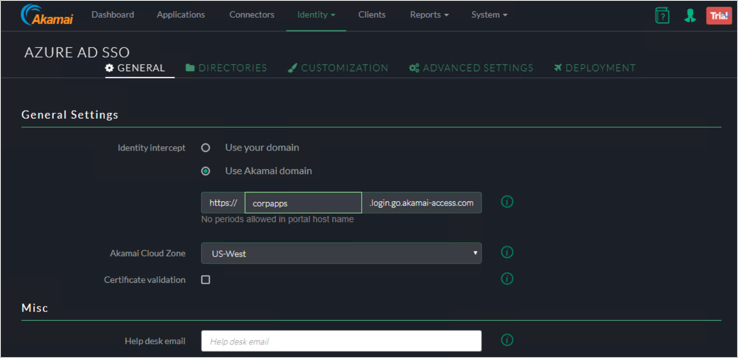 Akamai Dashboard Applications Connectors Identity Clients Reports System Trial
AZURE AD SSO
GENERAL DIRECTORIES CUSTOMIZATION ADVANCED SETTINGS DEPLOYMENT
General Settings
Identity intercept Use your domain
Use Akamai domain
https:// corpapps .login.go.akamai-access.com
No periods allowed in portal host name
Akamai Cloud Zone US-West
Certificate validation
Misc
Help desk email Help desk email